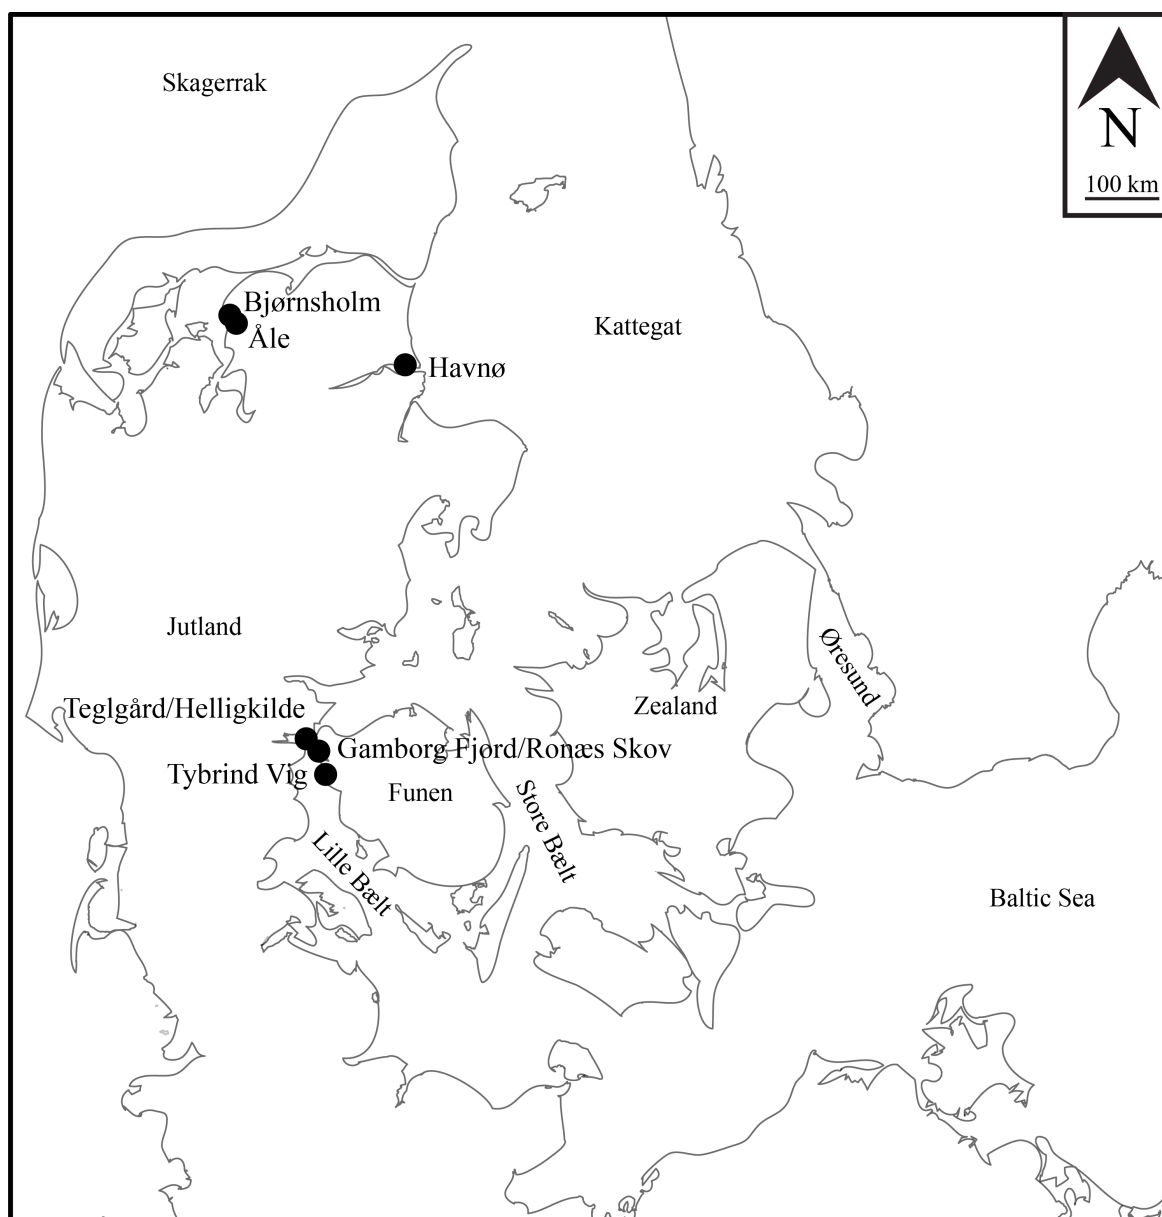 Skagerrak
N
100 km
Bjørnsholm
Åle
Kattegat
Havnø
Jutland
Øresund
Teglgård/Helligkilde
Zealand
Gamborg Fjord/Ronæs Skov
Tybrind Vig
Funen
Store Bælt
Lille Bælt
Baltic Sea